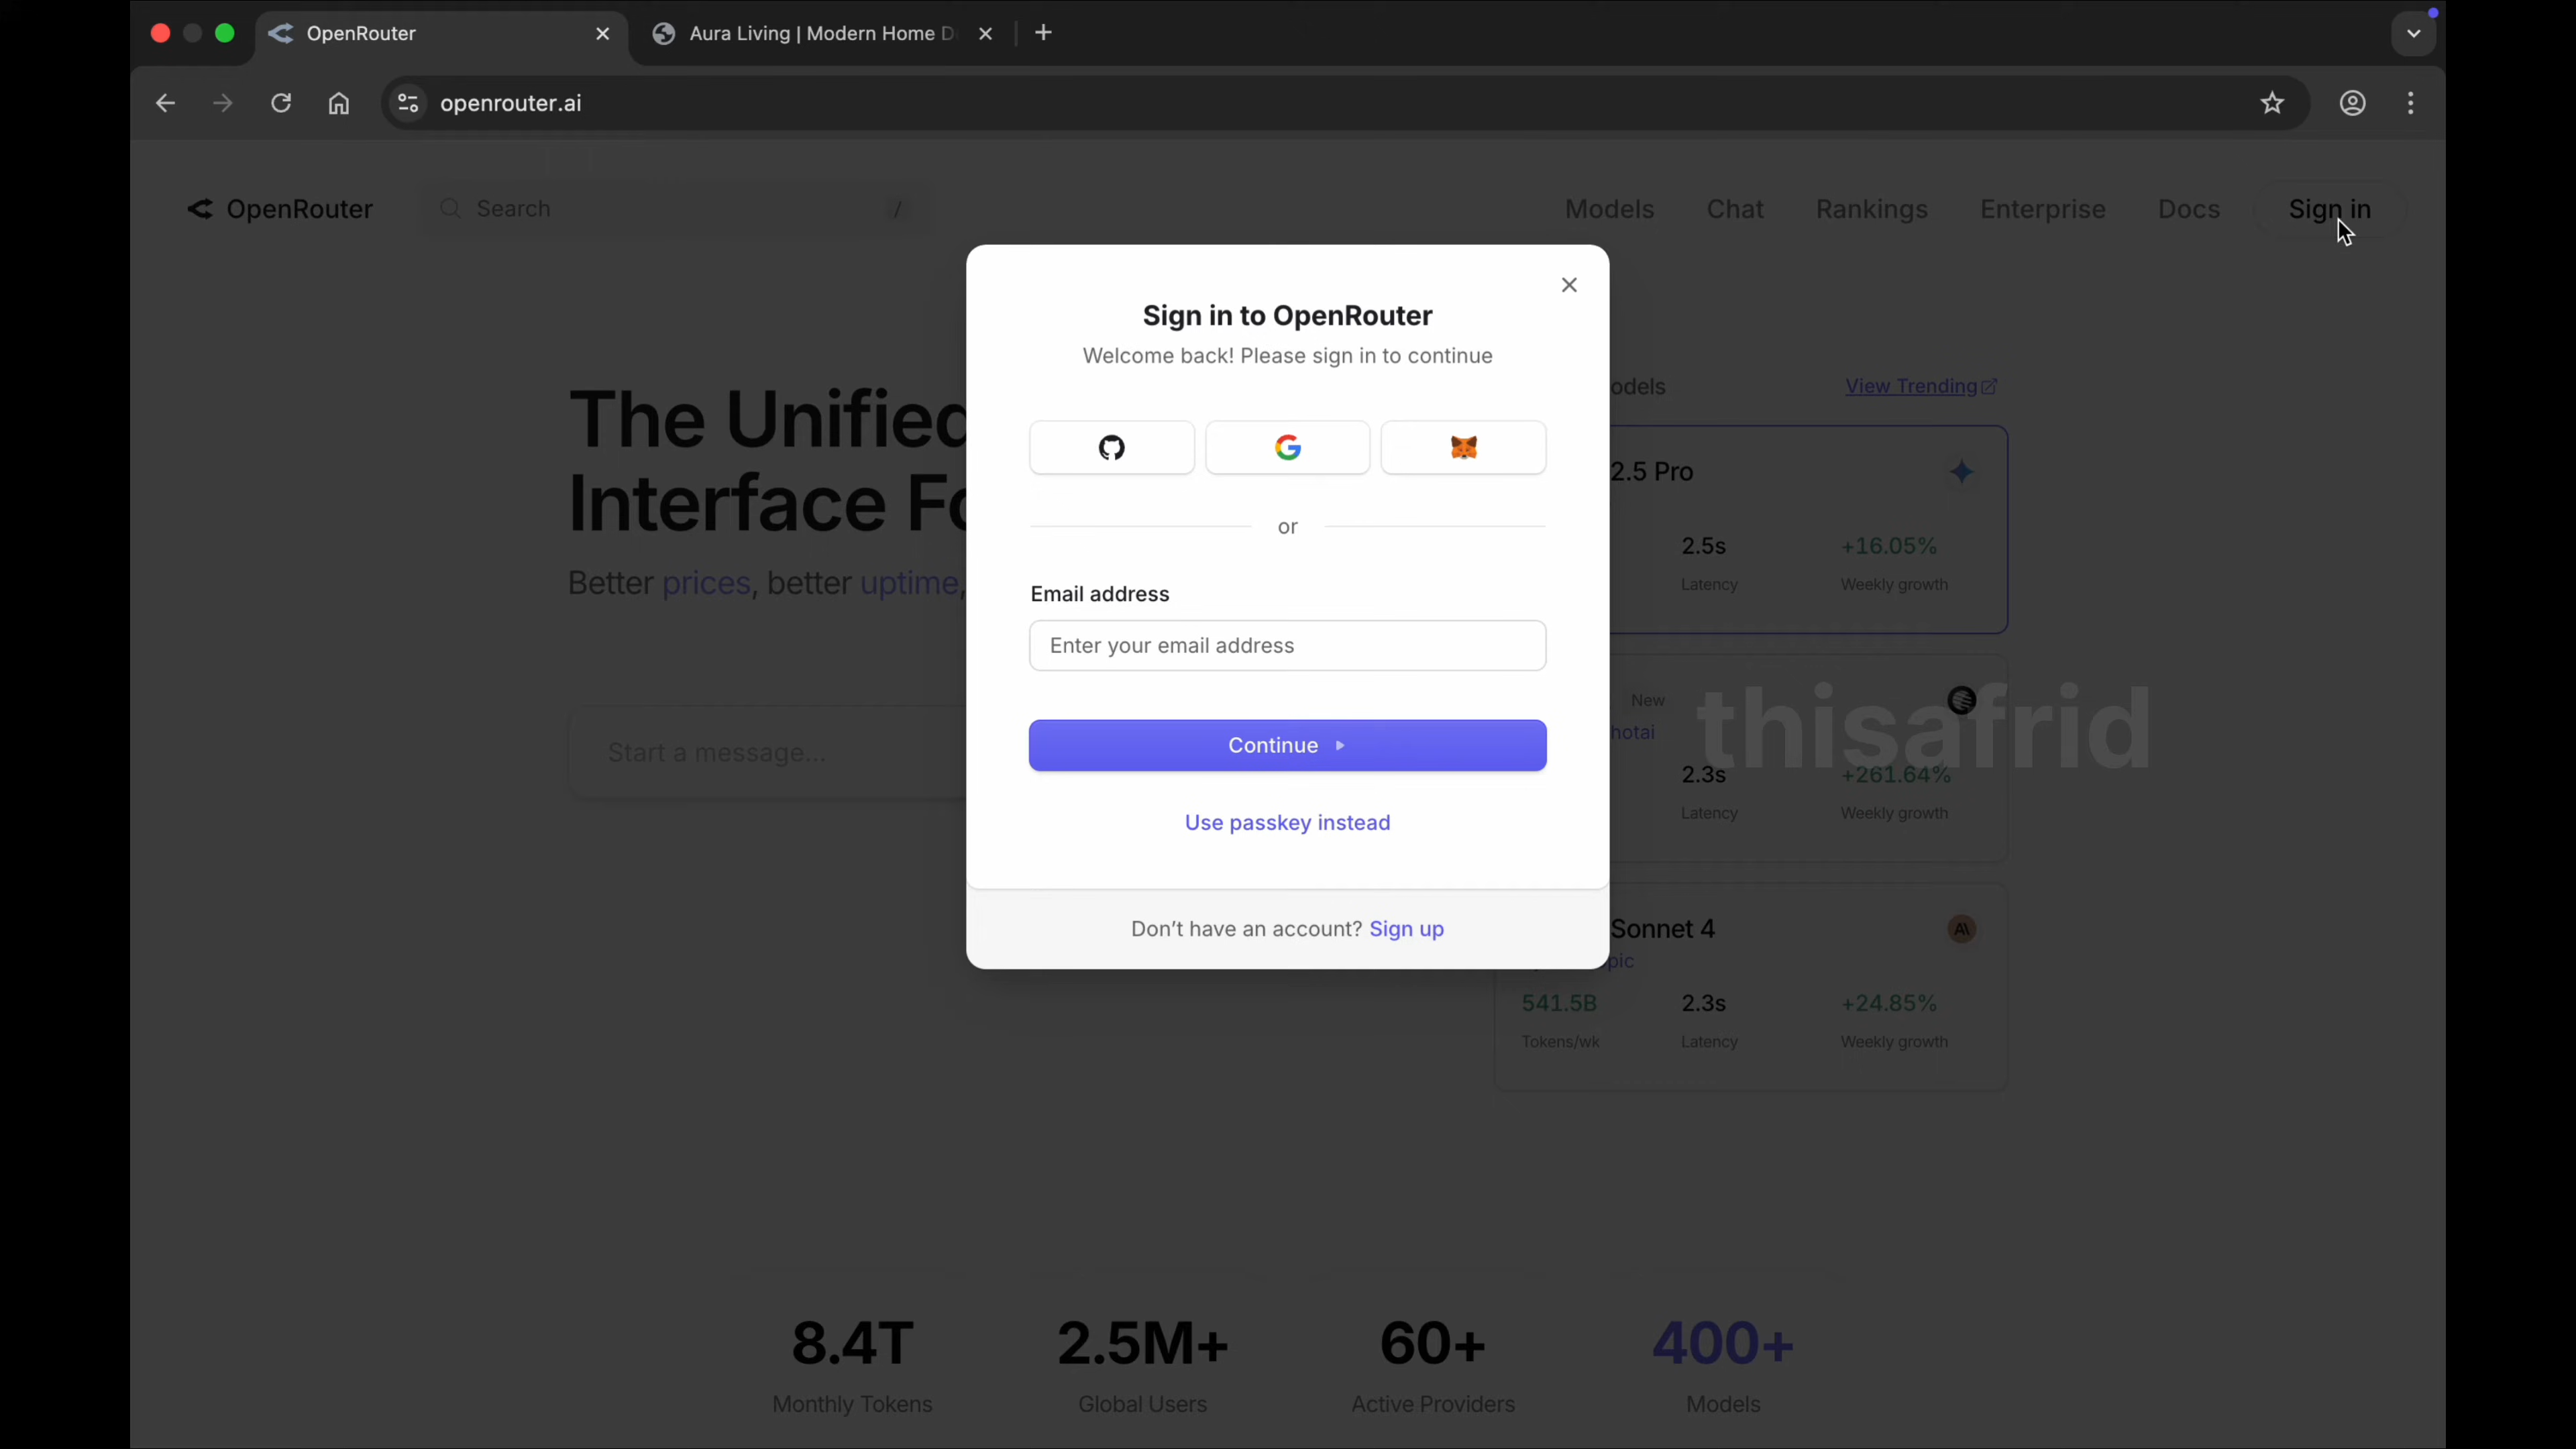 OpenRouter
Aura Living | Modern Home D
openrouter.ai
OpenRouter
Search
/
Models
Chat
Rankings
Enterprise
Docs
Sign in
Sign in to OpenRouter
Welcome back! Please sign in to continue
or
Email address
Enter your email address
Continue
Use passkey instead
Don't have an account? Sign up
The Unified
Interface Fo
Better prices, better uptime,
Start a message...
odels
View Trending
2.5 Pro
2.5s
+16.05%
Latency
Weekly growth
New
hotai
thisafrid
2.3s
+261.64%
Latency
Weekly growth
Sonnet 4
pic
541.5B
2.3s
+24.85%
Tokens/wk
Latency
Weekly growth
8.4T
2.5M+
60+
400+
Monthly Tokens
Global Users
Active Providers
Models